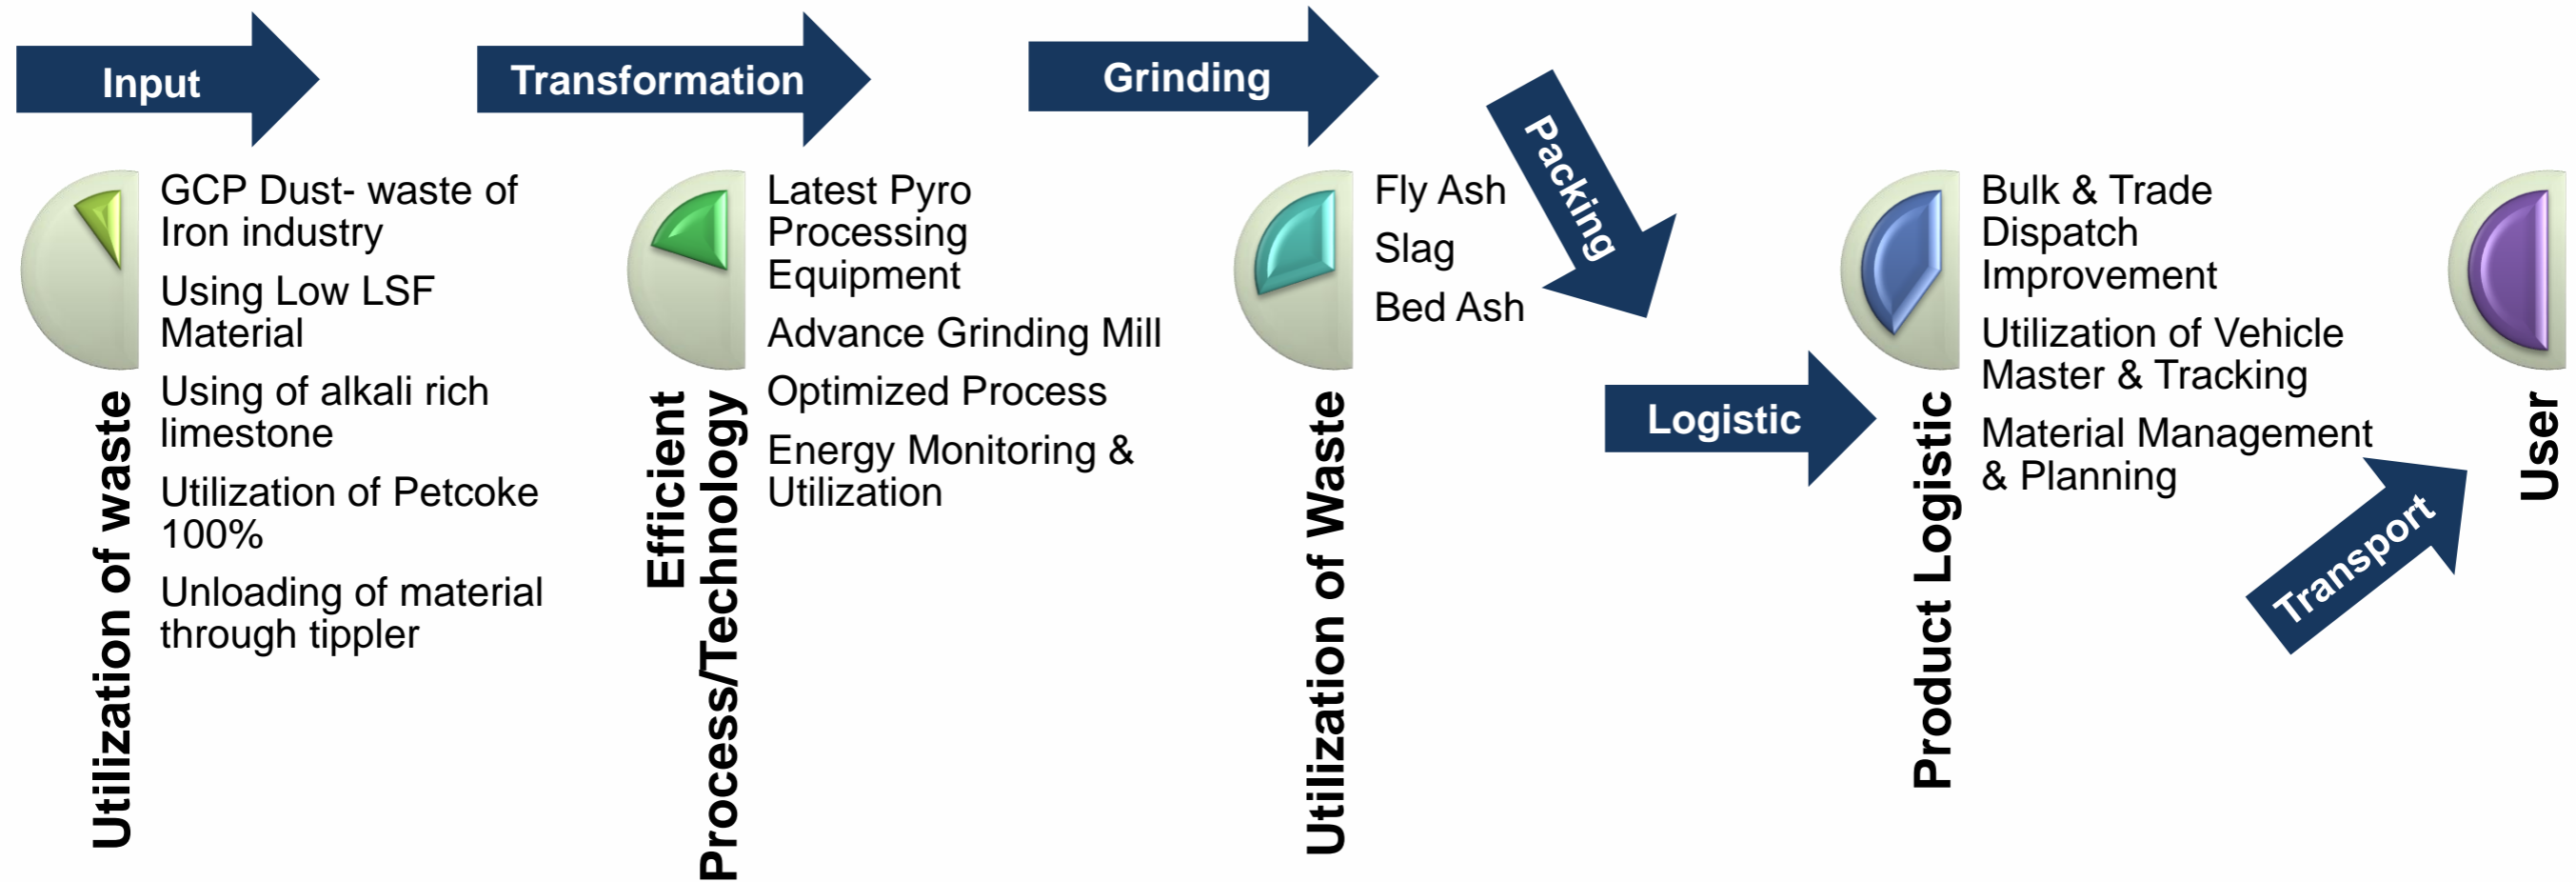 Input
Transformation
Grinding
Packing
Logistic
Transport
Utilization of waste
GCP Dust- waste of
Iron industry
Using Low LSF
Material
Using of alkali rich
limestone
Utilization of Petcoke
100%
Unloading of material
through tippler
Efficient
Process/Technology
Latest Pyro
Processing
Equipment
Advance Grinding Mill
Optimized Process
Energy Monitoring &
Utilization
Utilization of Waste
Fly Ash
Slag
Bed Ash
Product Logistic
Bulk & Trade
Dispatch
Improvement
Utilization of Vehicle
Master & Tracking
Material Management
& Planning
User